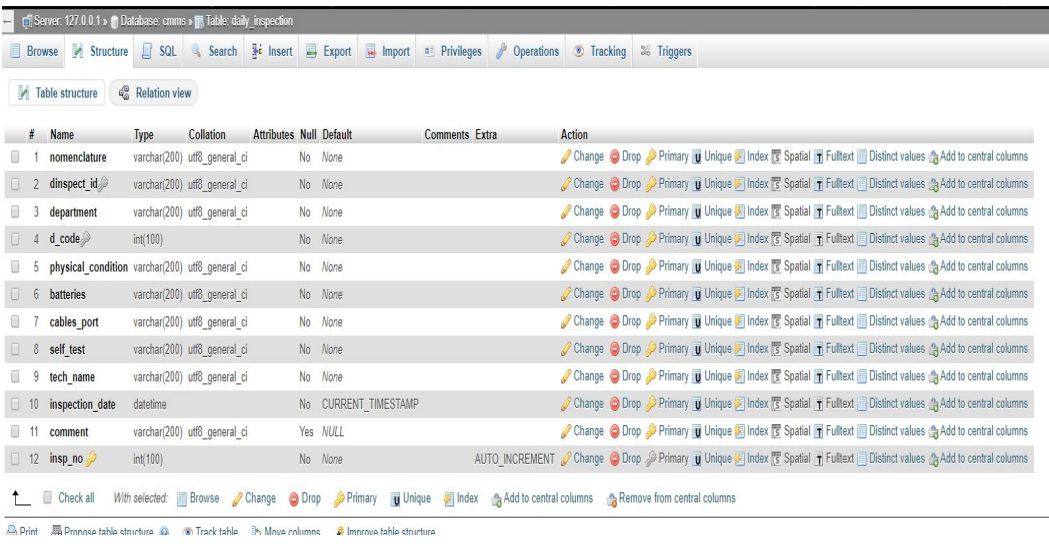 ← Server: 127.0.0.1 » Database: cmms » Table: daily_inspection
Browse Structure SQL Search Insert Export Import Privileges Operations Tracking Triggers
Table structure Relation view
# Name Type Collation Attributes Null Default Comments Extra Action
1 nomenclature varchar(200) utf8_general_ci No None Change Drop Primary Unique Index Spatial Fulltext Distinct values Add to central columns
2 dinspect_id varchar(200) utf8_general_ci No None Change Drop Primary Unique Index Spatial Fulltext Distinct values Add to central columns
3 department varchar(200) utf8_general_ci No None Change Drop Primary Unique Index Spatial Fulltext Distinct values Add to central columns
4 d_code int(100) No None Change Drop Primary Unique Index Spatial Fulltext Distinct values Add to central columns
5 physical_condition varchar(200) utf8_general_ci No None Change Drop Primary Unique Index Spatial Fulltext Distinct values Add to central columns
6 batteries varchar(200) utf8_general_ci No None Change Drop Primary Unique Index Spatial Fulltext Distinct values Add to central columns
7 cables_port varchar(200) utf8_general_ci No None Change Drop Primary Unique Index Spatial Fulltext Distinct values Add to central columns
8 self_test varchar(200) utf8_general_ci No None Change Drop Primary Unique Index Spatial Fulltext Distinct values Add to central columns
9 tech_name varchar(200) utf8_general_ci No None Change Drop Primary Unique Index Spatial Fulltext Distinct values Add to central columns
10 inspection_date datetime No CURRENT_TIMESTAMP Change Drop Primary Unique Index Spatial Fulltext Distinct values Add to central columns
11 comment varchar(200) utf8_general_ci Yes NULL Change Drop Primary Unique Index Spatial Fulltext Distinct values Add to central columns
12 insp_no int(100) No None AUTO_INCREMENT Change Drop Primary Unique Index Spatial Fulltext Distinct values Add to central columns
Check all With selected: Browse Change Drop Primary Unique Index Add to central columns Remove from central columns
Print Propose table structure Track table Move columns Improve table structure